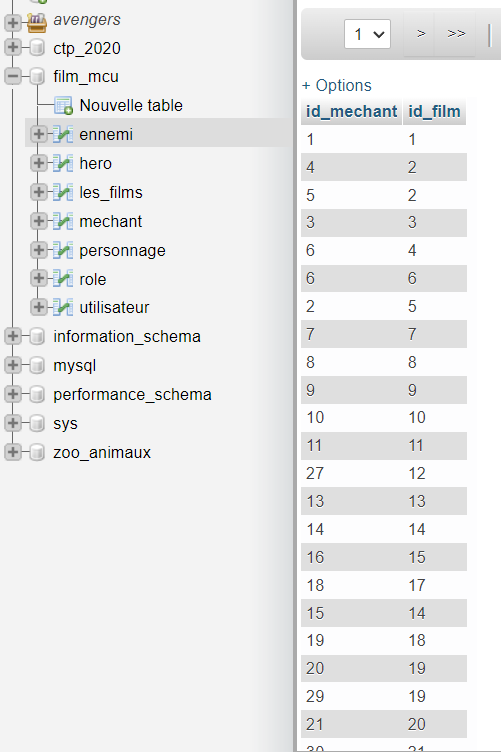 avengers
ctp_2020
film_mcu
Nouvelle table
ennemi
hero
les_films
mechant
personnage
role
utilisateur
information_schema
mysql
performance_schema
sys
zoo_animaux
1 > >>
+ Options
id_mechant id_film
1 1
4 2
5 2
3 3
6 4
6 6
2 5
7 7
8 8
9 9
10 10
11 11
27 12
13 13
14 14
16 15
18 17
15 14
19 18
20 19
29 19
21 20